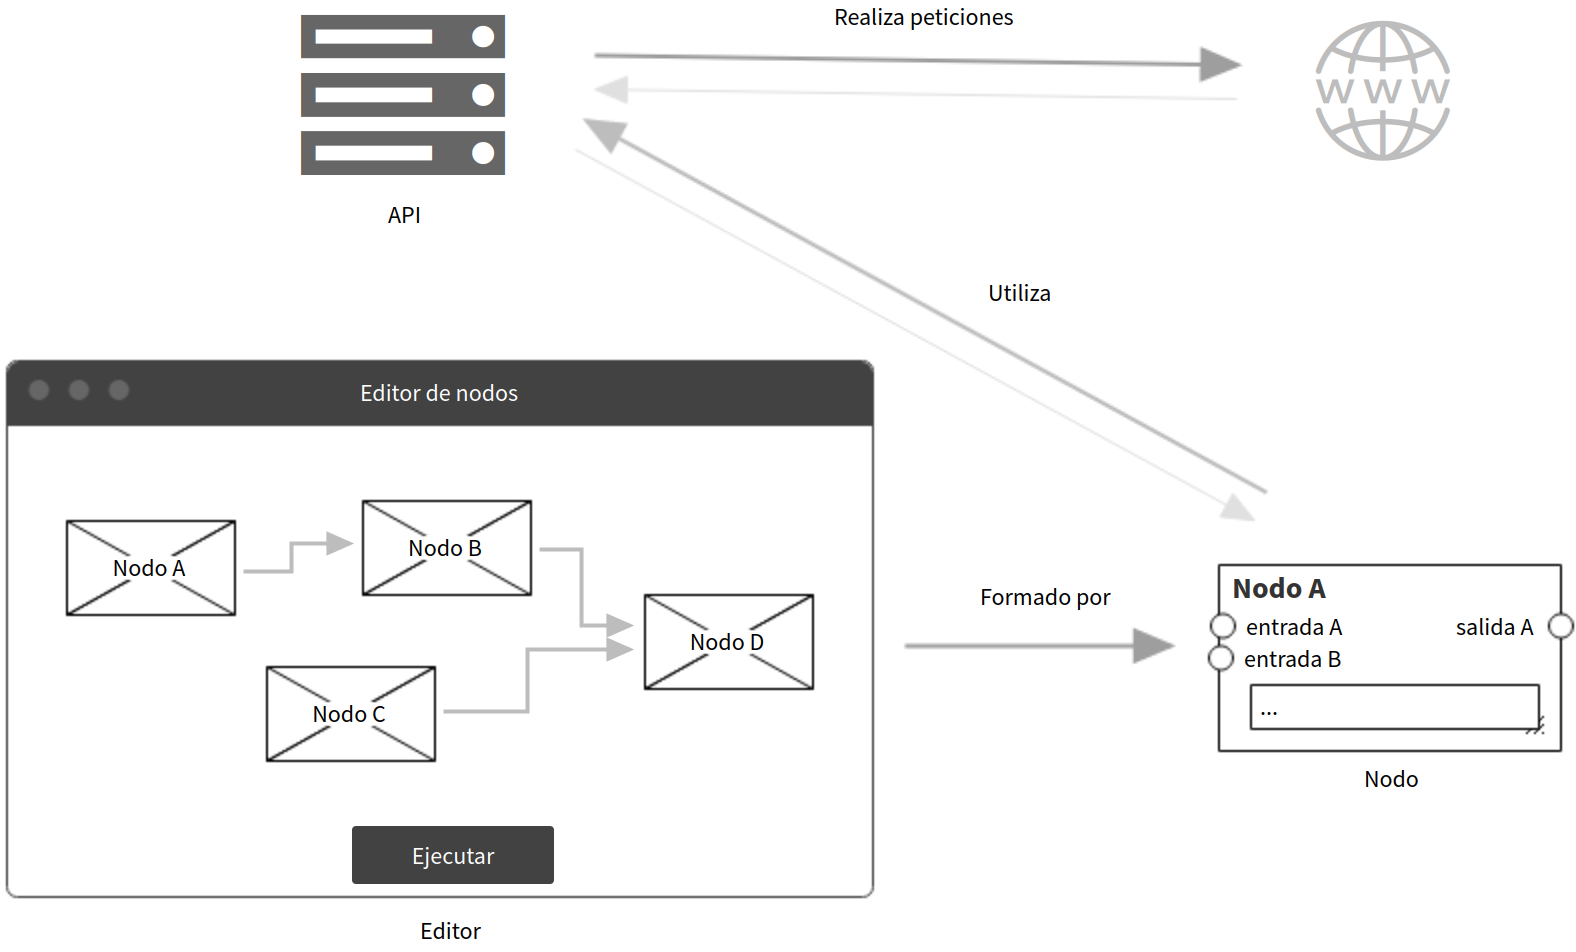 Realiza peticiones
W W W
API
Utiliza
Editor de nodos
Nodo A
Nodo B
Nodo C
Nodo D
Ejecutar
Editor
Formado por
Nodo A
entrada A
salida A
entrada B
...
Nodo